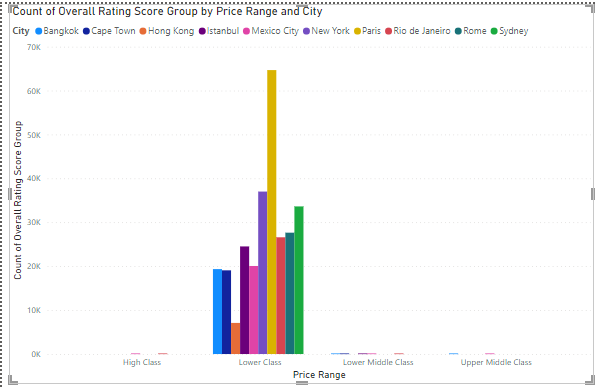 Count of Overall Rating Score Group by Price Range and City
City Bangkok Cape Town Hong Kong Istanbul Mexico City New York Paris Rio de Janeiro Rome Sydney
70K
60K
50K
40K
30K
20K
10K
0K
Count of Overall Rating Score Group
High Class Lower Class Lower Middle Class Upper Middle Class
Price Range